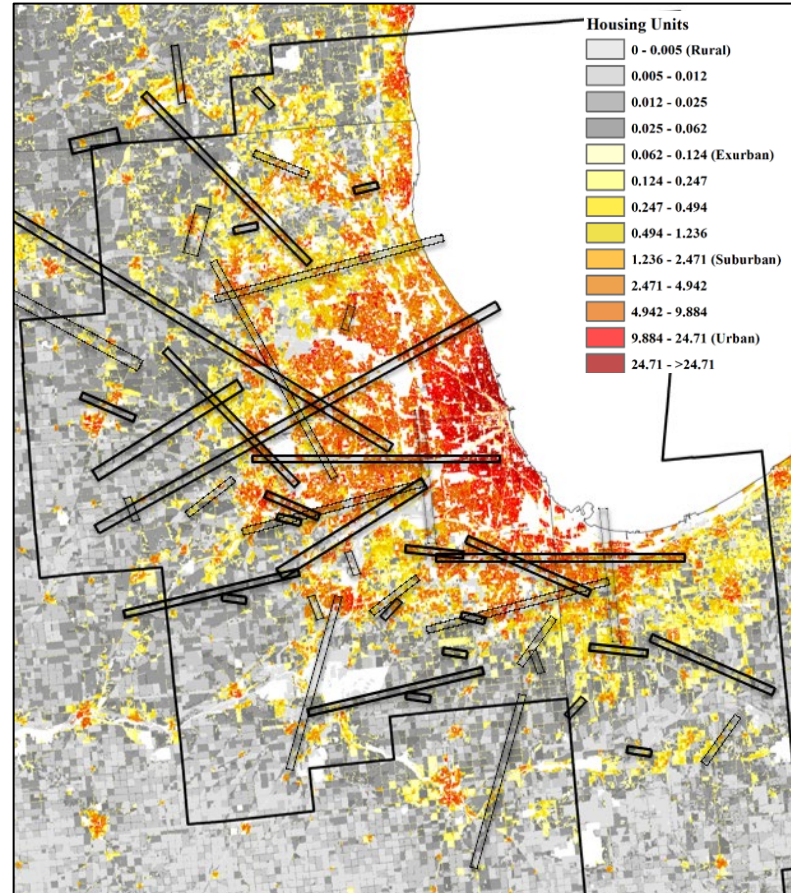 Housing Units
0 - 0.005 (Rural)
0.005 - 0.012
0.012 - 0.025
0.025 - 0.062
0.062 - 0.124 (Exurban)
0.124 - 0.247
0.247 - 0.494
0.494 - 1.236
1.236 - 2.471 (Suburban)
2.471 - 4.942
4.942 - 9.884
9.884 - 24.71 (Urban)
24.71 - >24.71